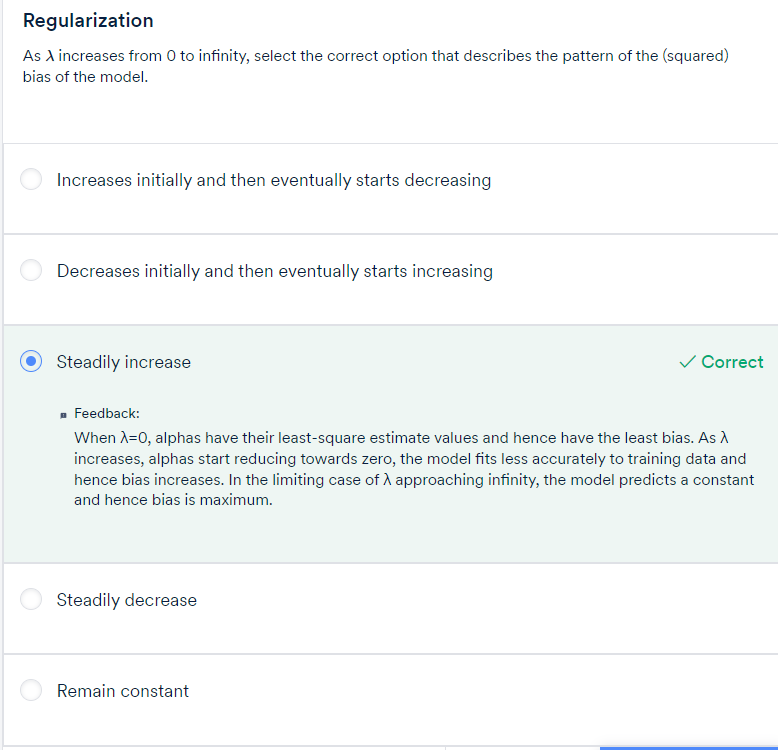 Regularization
As λ increases from 0 to infinity, select the correct option that describes the pattern of the (squared)
bias of the model.
Increases initially and then eventually starts decreasing
Decreases initially and then eventually starts increasing
Steadily increase
Correct
Feedback:
When λ=0, alphas have their least-square estimate values and hence have the least bias. As λ
increases, alphas start reducing towards zero, the model fits less accurately to training data and
hence bias increases. In the limiting case of λ approaching infinity, the model predicts a constant
and hence bias is maximum.
Steadily decrease
Remain constant